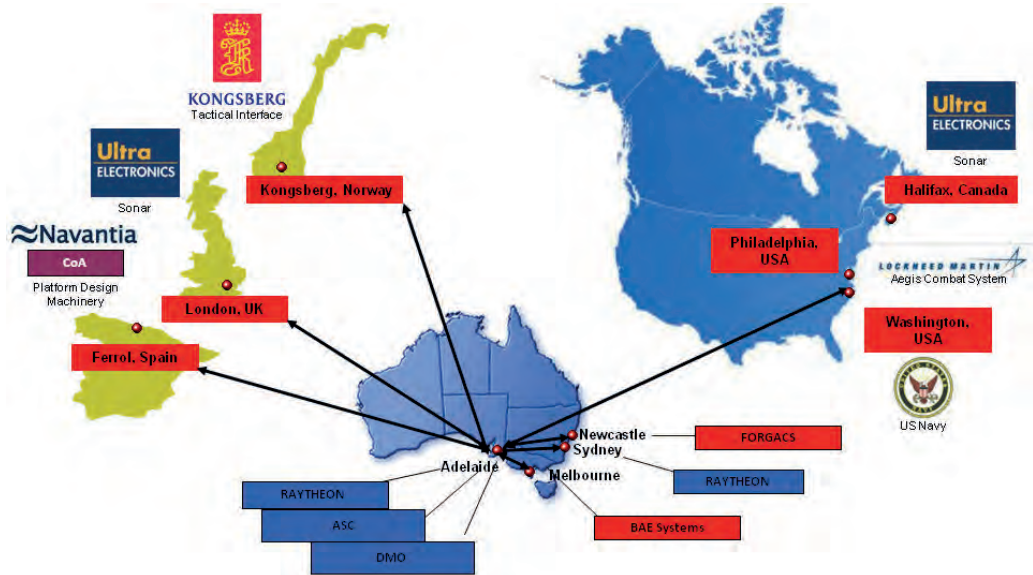 KONGSBERG
Tactical Interface
Ultra
ELECTRONICS
Sonar
Kongsberg, Norway
Navantia
CoA
Platform Design
Machinery
London, UK
Ferrol, Spain
Ultra
ELECTRONICS
Sonar
Halifax, Canada
Philadelphia,
USA
LOCKHEED MARTIN
Aegis Combat System
Washington,
USA
US Navy
Newcastle
Sydney
Adelaide
Melbourne
FORGACS
RAYTHEON
BAE Systems
RAYTHEON
ASC
DMO